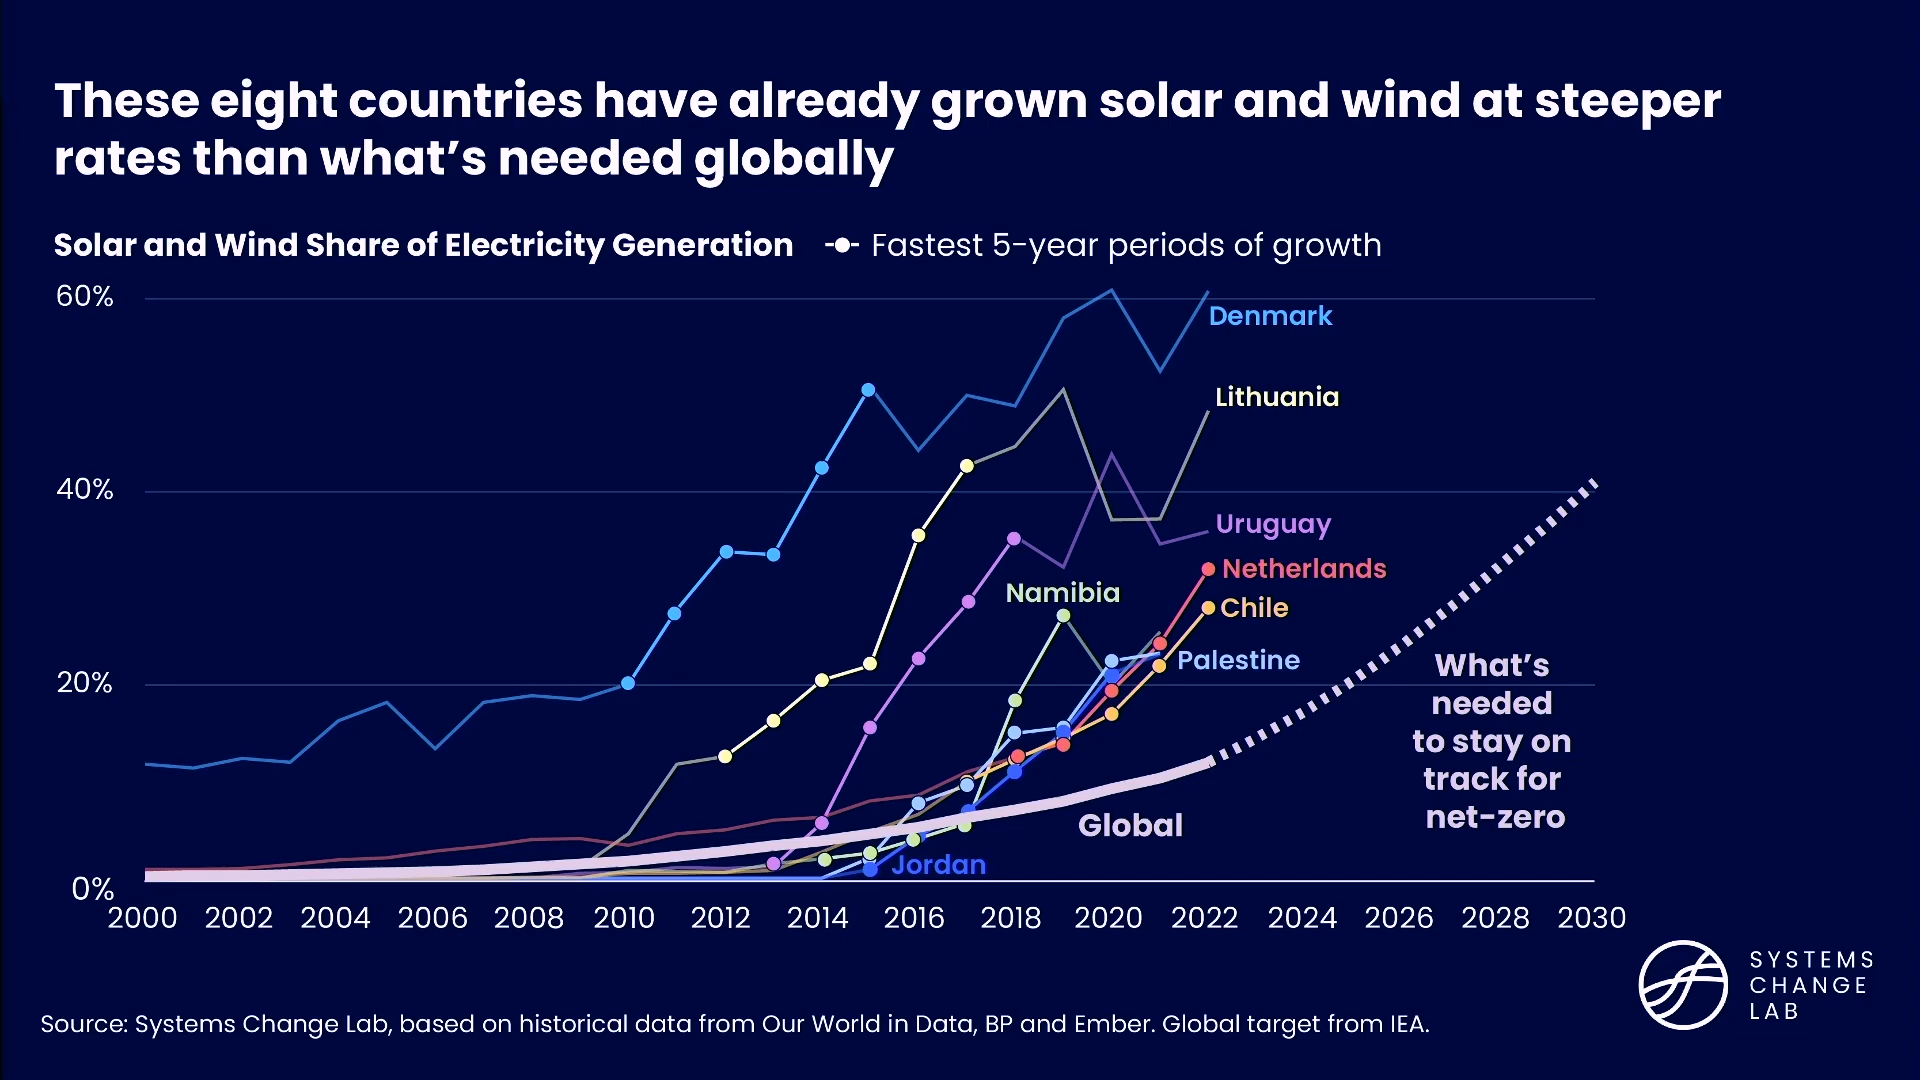 These eight countries have already grown solar and wind at steeper
rates than what's needed globally
Solar and Wind Share of Electricity Generation
Fastest 5-year periods of growth
60%
40%
20%
0%
Denmark
Lithuania
Uruguay
Netherlands
Namibia
Chile
Palestine
Jordan
Global
What's
needed
to stay on
track for
net-zero
2000 2002 2004 2006 2008 2010 2012 2014 2016 2018 2020 2022 2024 2026 2028 2030
SYSTEMS
CHANGE
LAB
Source: Systems Change Lab, based on historical data from Our World in Data, BP and Ember. Global target from IEA.